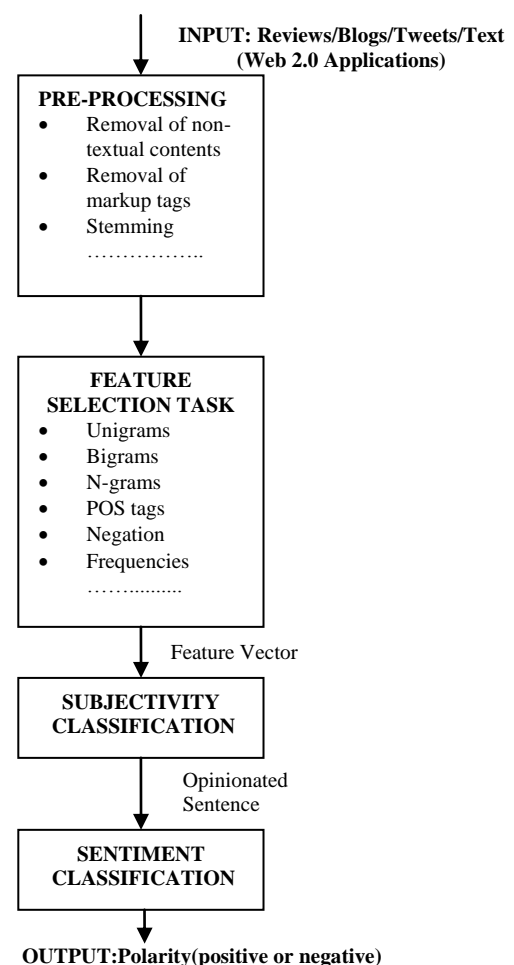 INPUT: Reviews/Blogs/Tweets/Text
(Web 2.0 Applications)
PRE-PROCESSING
• Removal of non-
textual contents
• Removal of
markup tags
• Stemming
……………..
FEATURE
SELECTION TASK
• Unigrams
• Bigrams
• N-grams
• POS tags
• Negation
• Frequencies
……..........
Feature Vector
SUBJECTIVITY
CLASSIFICATION
Opinionated
Sentence
SENTIMENT
CLASSIFICATION
OUTPUT:Polarity(positive or negative)